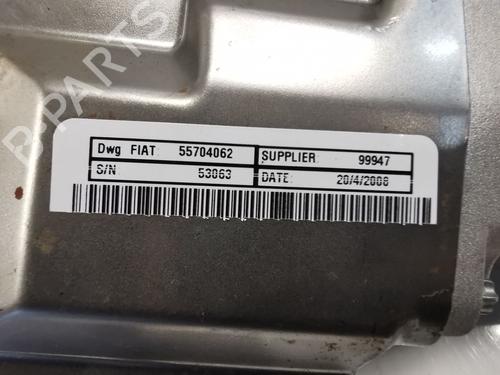 B-PARTS
Dwg FIAT: 55704062 SUPPLIER: 99947
S/N 53063 DATE: 20/4/2008